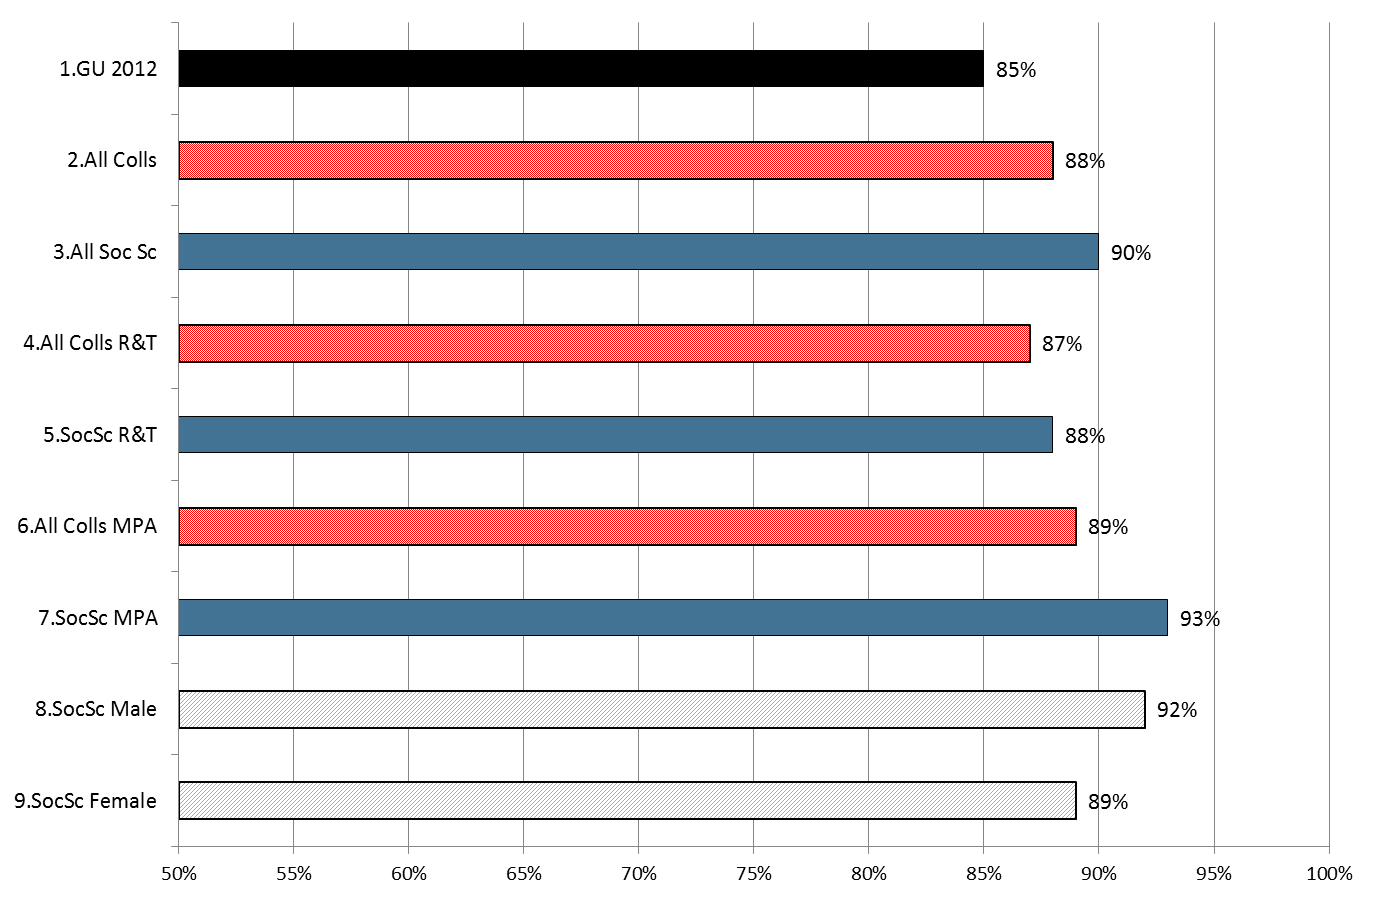 1.GU 2012 85%
2.All Colls 88%
3.All Soc Sc 90%
4.All Colls R&T 87%
5.SocSc R&T 88%
6.All Colls MPA 89%
7.SocSc MPA 93%
8.SocSc Male 92%
9.SocSc Female 89%
50% 55% 60% 65% 70% 75% 80% 85% 90% 95% 100%